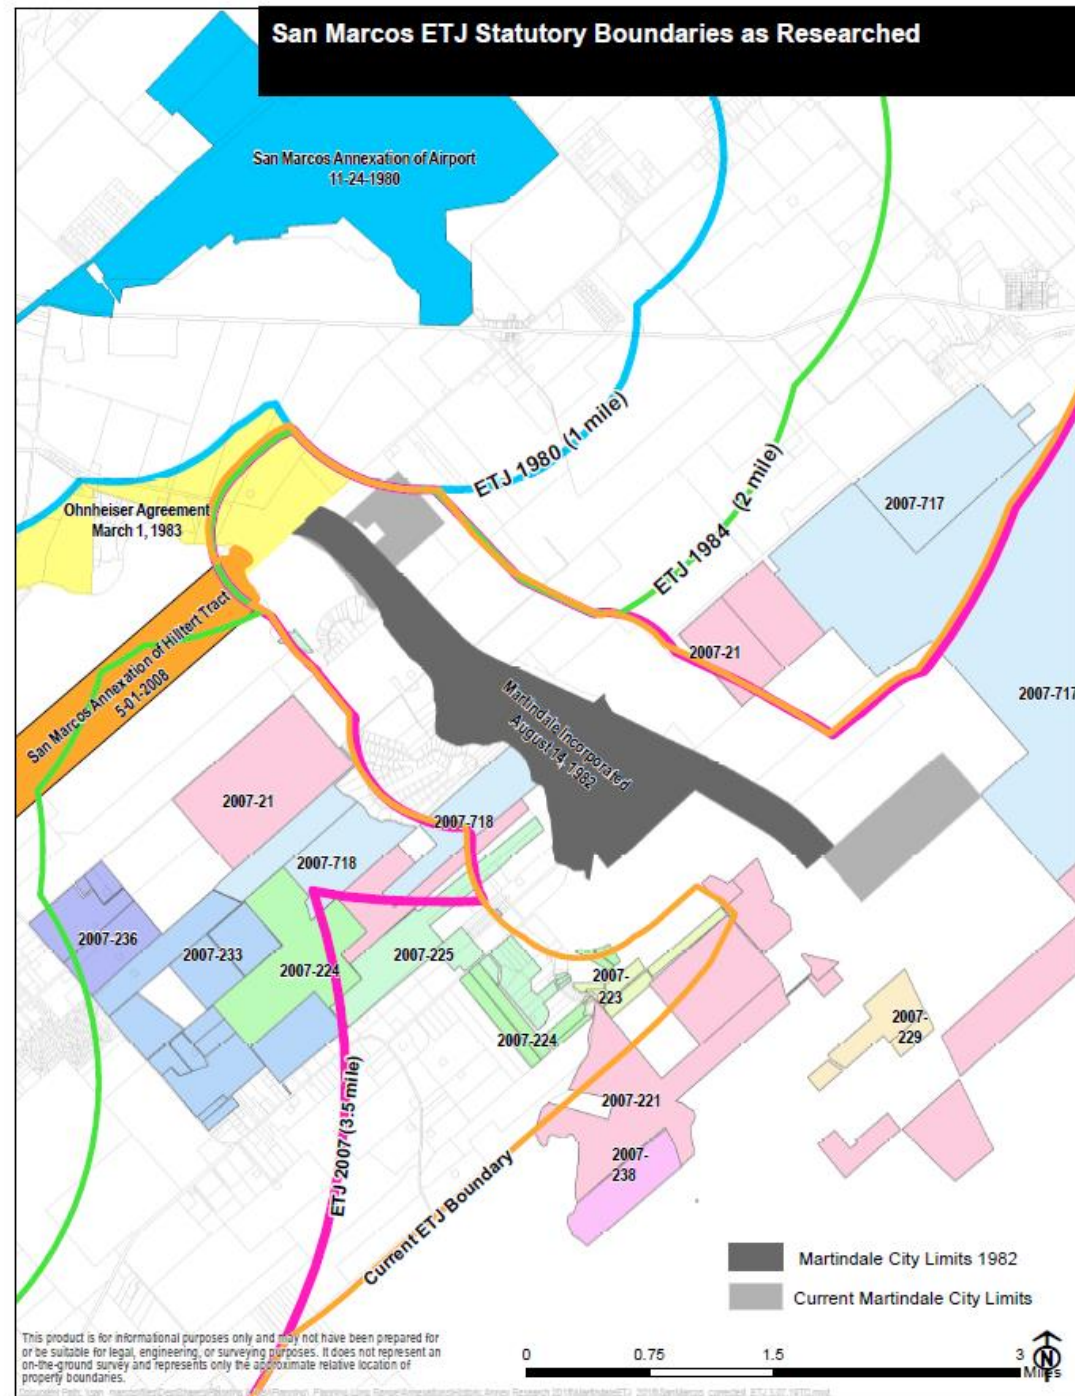 San Marcos ETJ Statutory Boundaries as Researched
San Marcos Annexation of Airport
11-24-1980
ETJ 1980 (1 mile)
ETJ 1984 (2 mile)
2007-717
Ohnheiser Agreement
March 1, 1983
San Marcos Annexation of Hilltert Tract
5-01-2008
2007-21
2007-717
Martindale Incorporated
August 14, 1982
2007-21
2007-718
2007-718
2007-236
2007-233
2007-224
2007-225
2007-
223
2007-
229
2007-224
2007-221
2007-
238
ETJ 2007 (3.5 mile)
Current ETJ Boundary
Martindale City Limits 1982
Current Martindale City Limits
This product is for informational purposes only and may not have been prepared for
or be suitable for legal, engineering, or surveying purposes. It does not represent an
on-the-ground survey and represents only the approximate relative location of
property boundaries.
0 0.75 1.5 3
Miles
N